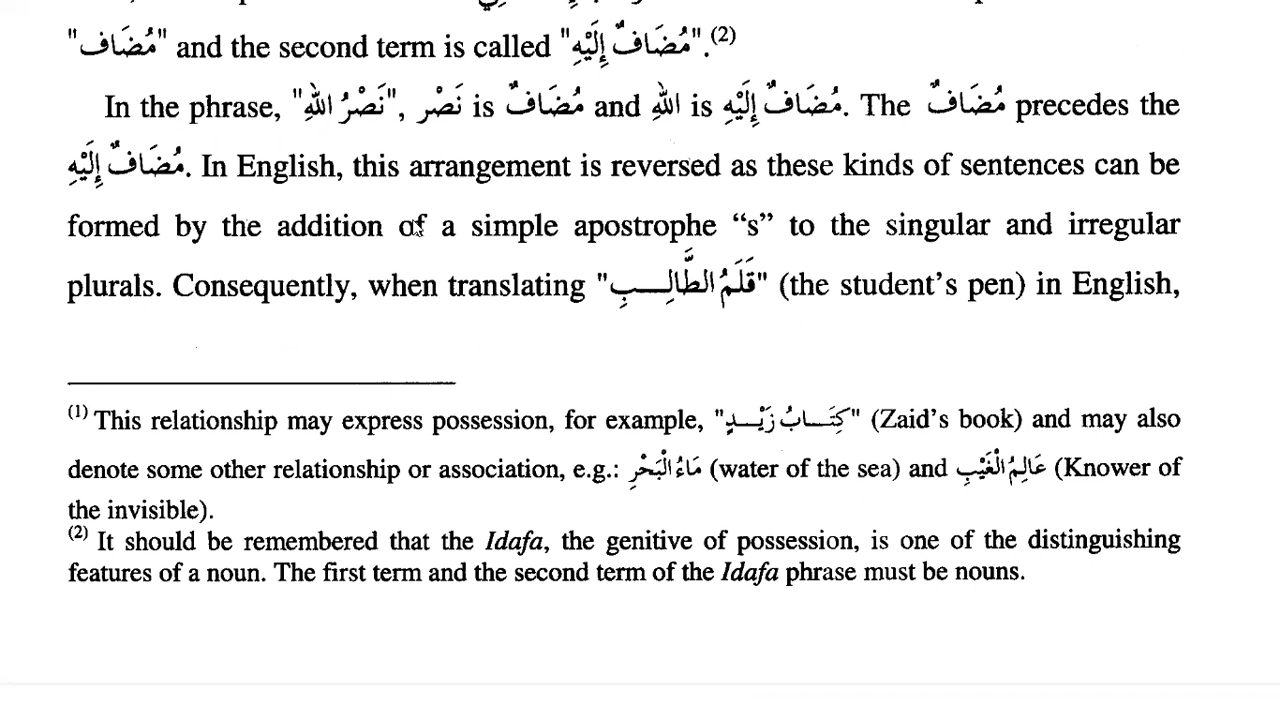 "مُضَاف" and the second term is called "مُضَافٌ إِلَيْهِ".(2)
In the phrase, "نَصْرُ اللهِ", نَصْر is مُضَافٌ and اللهِ is مُضَافٌ إِلَيْهِ. The مُضَافٌ precedes the
مُضَافٌ إِلَيْهِ. In English, this arrangement is reversed as these kinds of sentences can be
formed by the addition of a simple apostrophe “s” to the singular and irregular
plurals. Consequently, when translating "قَلَمُ الطَّالِـــبِ" (the student’s pen) in English,
(1) This relationship may express possession, for example, "كِتَـابُ زَيْـدٍ" (Zaid’s book) and may also
denote some other relationship or association, e.g.: مَاءُ الْبَحْرِ (water of the sea) and عَالِمُ الْغَيْبِ (Knower of
the invisible).
(2) It should be remembered that the Idafa, the genitive of possession, is one of the distinguishing
features of a noun. The first term and the second term of the Idafa phrase must be nouns.